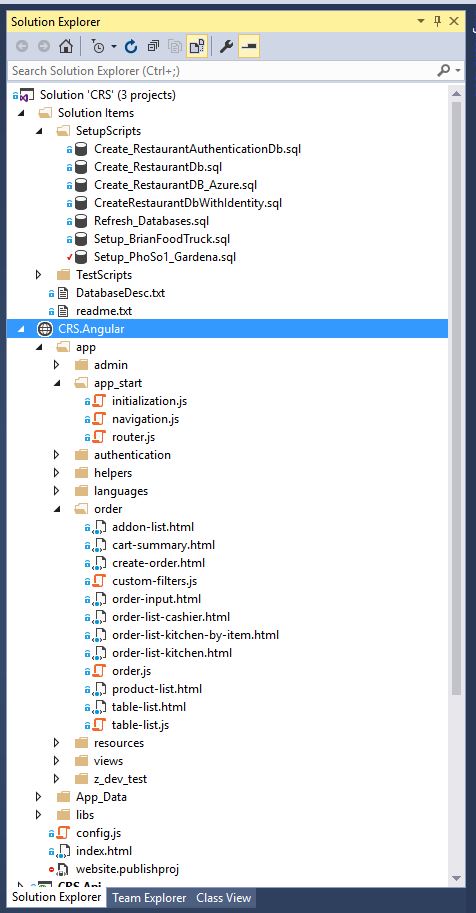 Solution Explorer
Search Solution Explorer (Ctrl+;)
Solution 'CRS' (3 projects)
Solution Items
SetupScripts
Create_RestaurantAuthenticationDb.sql
Create_RestaurantDb.sql
Create_RestaurantDB_Azure.sql
CreateRestaurantDbWithIdentity.sql
Refresh_Databases.sql
Setup_BrianFoodTruck.sql
Setup_PhoSo1_Gardena.sql
TestScripts
DatabaseDesc.txt
readme.txt
CRS.Angular
app
admin
app_start
initialization.js
navigation.js
router.js
authentication
helpers
languages
order
addon-list.html
cart-summary.html
create-order.html
custom-filters.js
order-input.html
order-list-cashier.html
order-list-kitchen-by-item.html
order-list-kitchen.html
order.js
product-list.html
table-list.html
table-list.js
resources
views
z_dev_test
App_Data
libs
config.js
index.html
website.publishproj
CRS.Api
Solution Explorer Team Explorer Class View